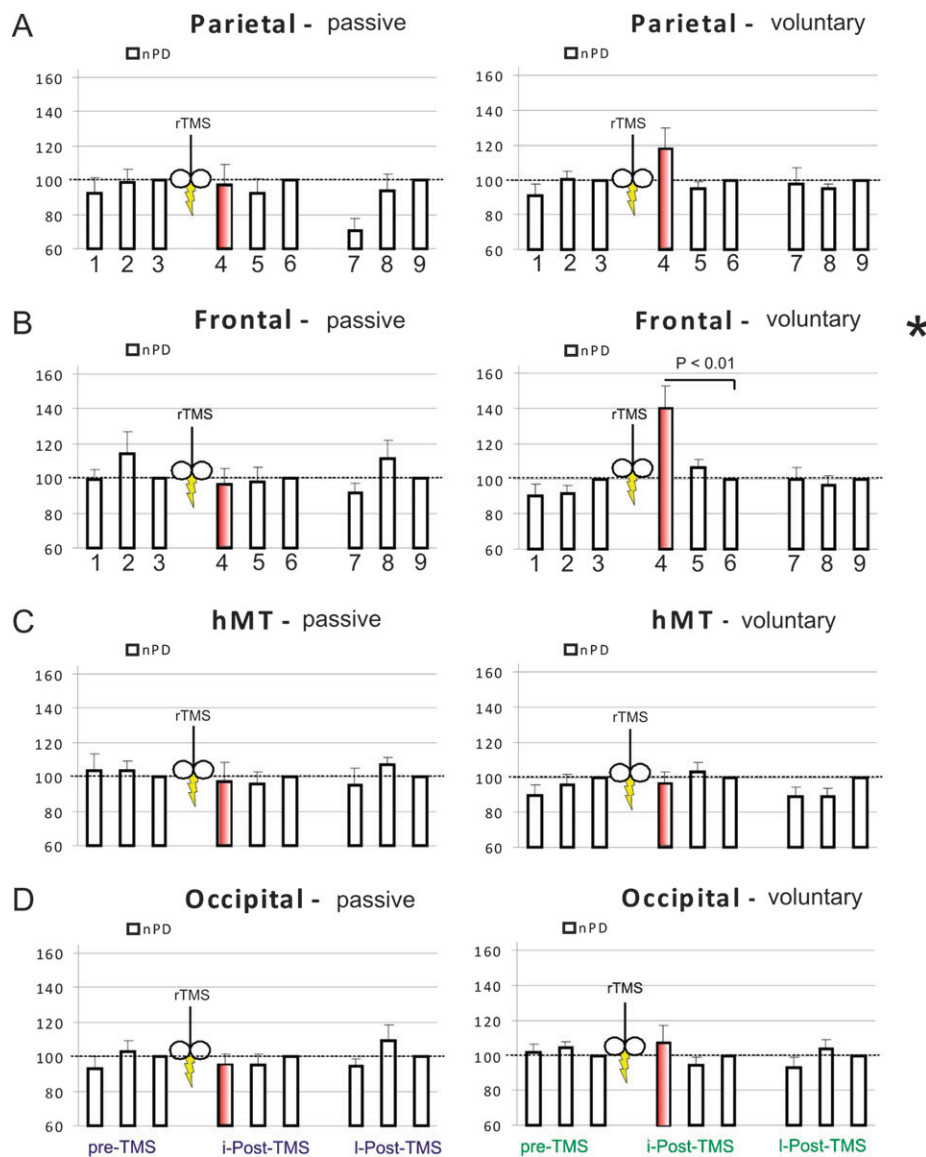 A
Parietal - passive
nPD
160
140
120
100
80
60
rTMS
1 2 3 4 5 6 7 8 9
Parietal - voluntary
nPD
160
140
120
100
80
60
rTMS
1 2 3 4 5 6 7 8 9
B
Frontal - passive
nPD
160
140
120
100
80
60
rTMS
1 2 3 4 5 6 7 8 9
Frontal - voluntary *
nPD
P < 0.01
160
140
120
100
80
60
rTMS
1 2 3 4 5 6 7 8 9
C
hMT - passive
nPD
160
140
120
100
80
60
rTMS
hMT - voluntary
nPD
160
140
120
100
80
60
rTMS
D
Occipital - passive
nPD
160
140
120
100
80
60
rTMS
pre-TMS i-Post-TMS l-Post-TMS
Occipital - voluntary
nPD
160
140
120
100
80
60
rTMS
pre-TMS i-Post-TMS l-Post-TMS